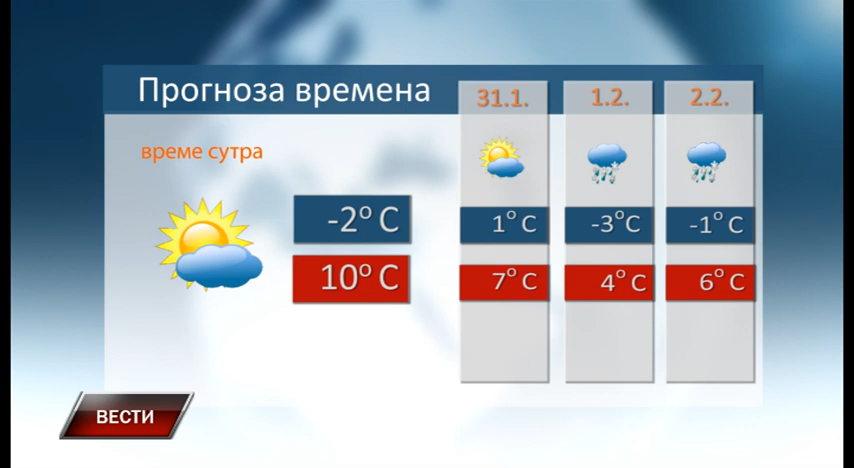 Прогноза времена
време сутра
-2° C
10° C
31.1.
1° C
7° C
1.2.
-3°C
4° C
2.2.
-1° C
6° C
ВЕСТИ